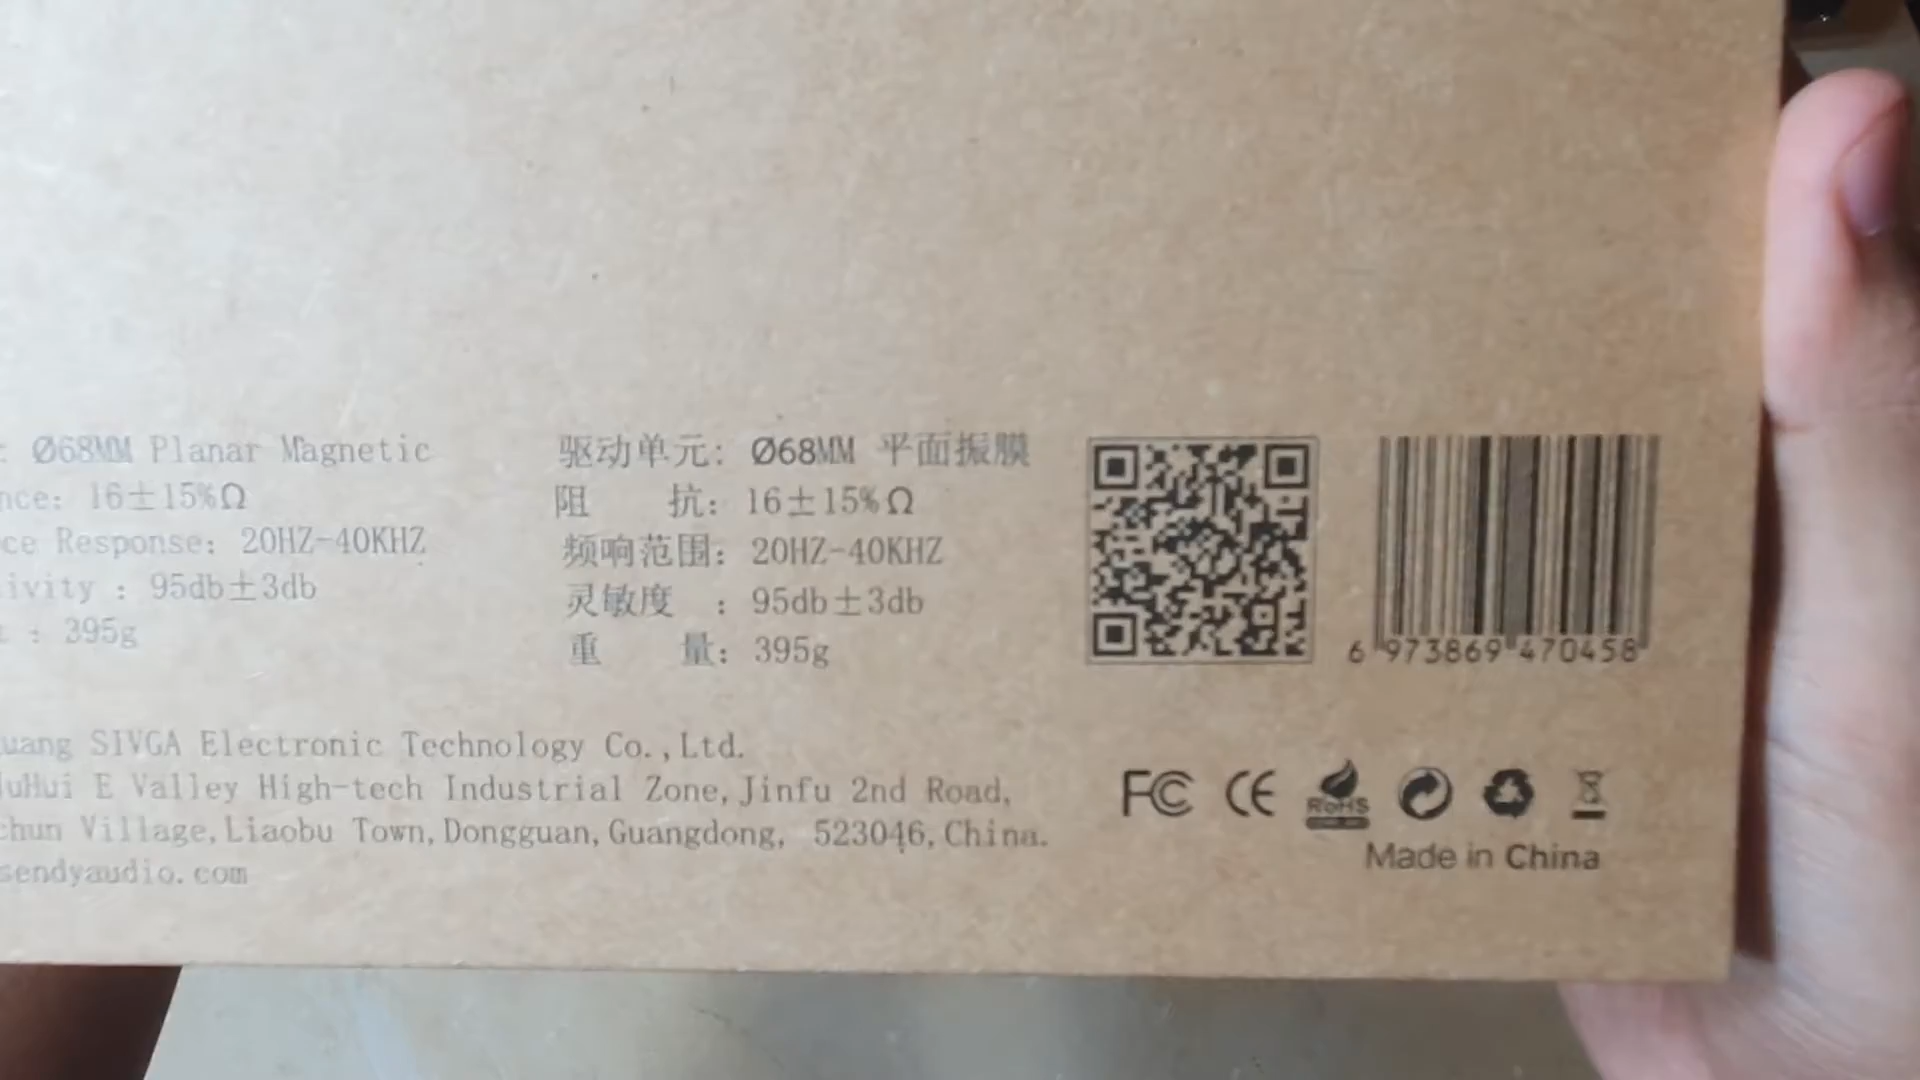 : Ø68MM Planar Magnetic
nce: 16±15%Ω
ce Response: 20HZ-40KHZ
ivity : 95db±3db
: 395g
驱动单元: Ø68MM 平面振膜
阻 抗: 16±15%Ω
频响范围: 20HZ-40KHZ
灵敏度 : 95db±3db
重 量: 395g
6 973869 470458
uang SIVGA Electronic Technology Co.,Ltd.
uHui E Valley High-tech Industrial Zone,Jinfu 2nd Road,
chun Village,Liaobu Town,Dongguan,Guangdong, 523046,China.
sendyaudio.com
FC CE RoHS
Made in China